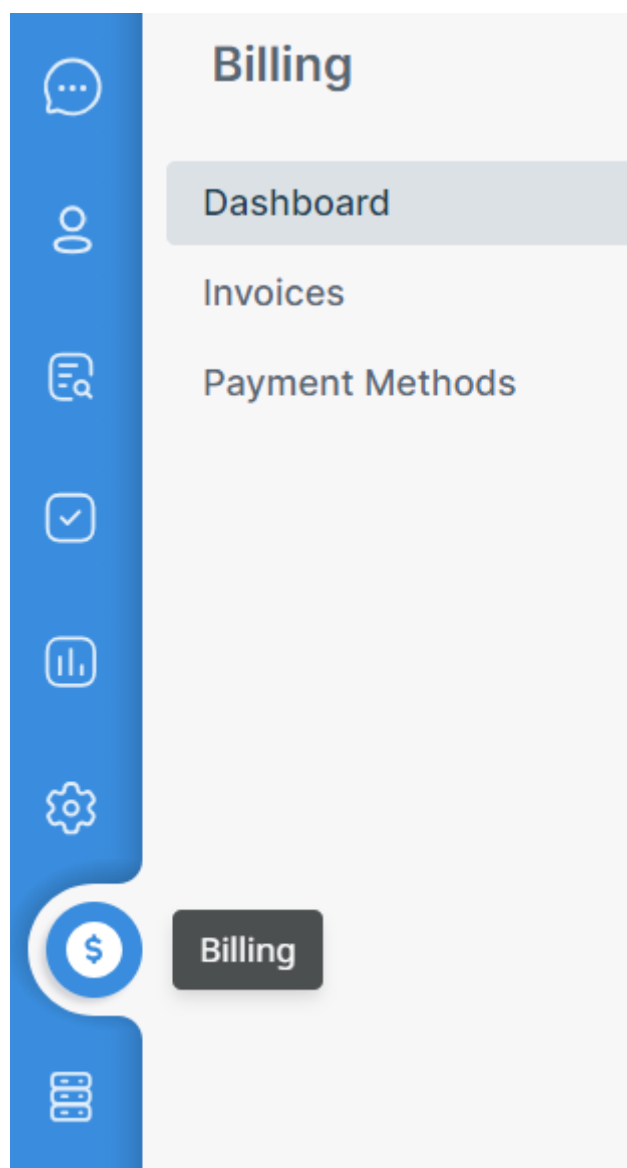 Billing
Dashboard
Invoices
Payment Methods
$
Billing